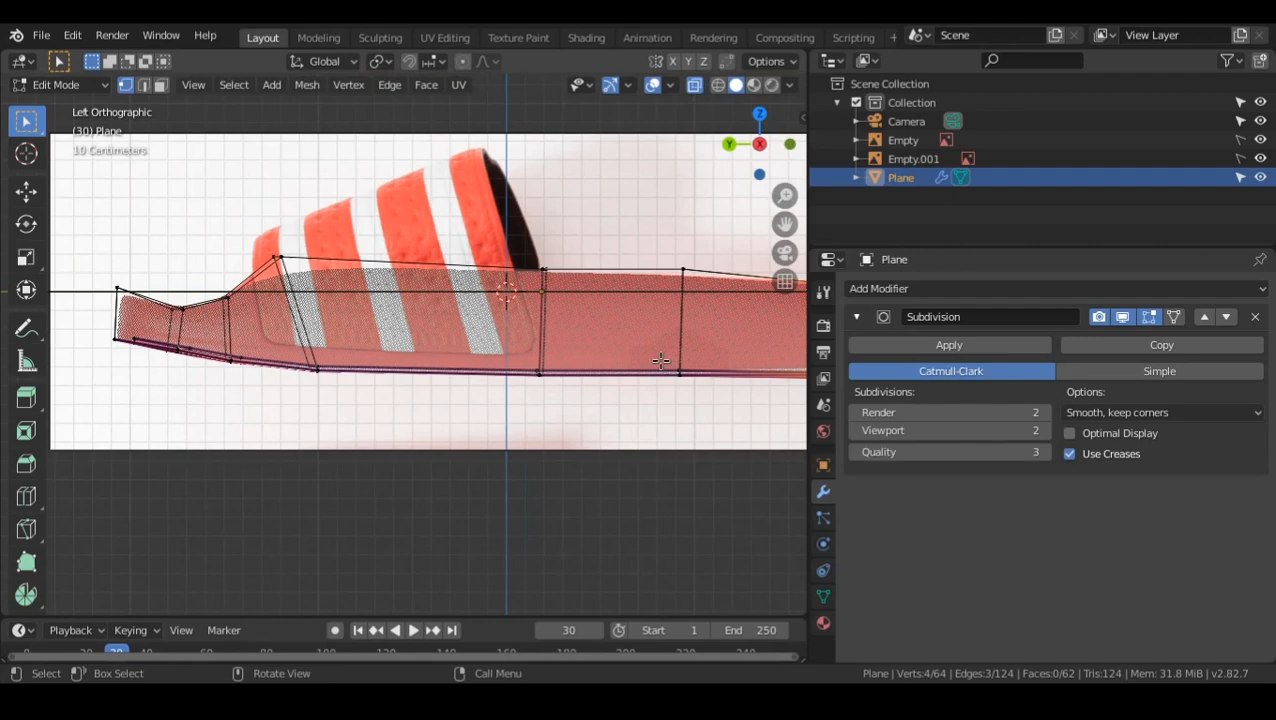 File Edit Render Window Help Layout Modeling Sculpting UV Editing Texture Paint Shading Animation Rendering Compositing Scripting + Scene View Layer
Global X Y Z Options
Edit Mode View Select Add Mesh Vertex Edge Face UV
Left Orthographic
(30) Plane
10 Centimeters
Z
Y X
Scene Collection
Collection
Camera
Empty
Empty.001
Plane
Plane
Add Modifier
Subdivision
Apply Copy
Catmull-Clark Simple
Subdivisions: Options:
Render 2 Smooth, keep corners
Viewport 2 Optimal Display
Quality 3 Use Creases
Playback Keying View Marker 30 Start 1 End 250
Select Box Select Rotate View Call Menu Plane | Verts:4/64 | Edges:3/124 | Faces:0/62 | Tris:124 | Mem: 31.8 MiB | v2.82.7